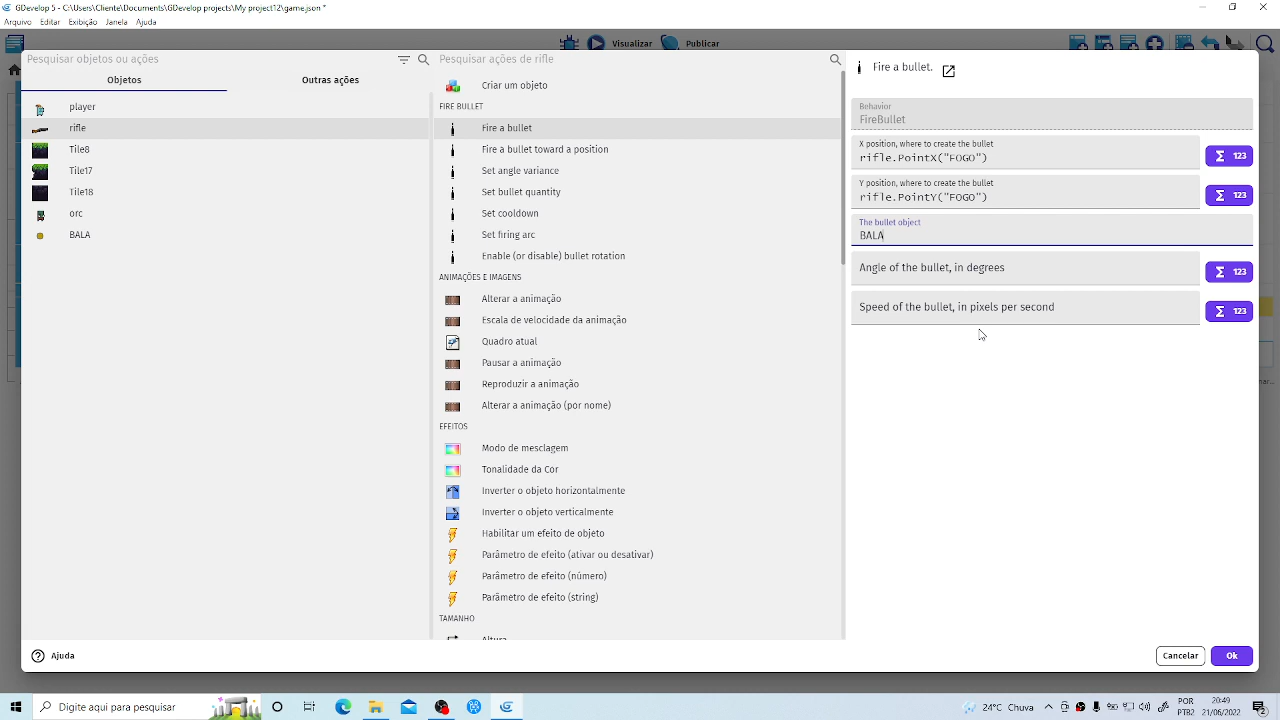 GDevelop 5 - C:\Users\Cliente\Documents\GDevelop projects\My project12\game.json *
Arquivo Editar Exibição Janela Ajuda
Visualizar
Publicar
Pesquisar objetos ou ações
Objetos
Outras ações
player
rifle
Tile8
Tile17
Tile18
orc
BALA
Pesquisar ações de rifle
Criar um objeto
FIRE BULLET
Fire a bullet
Fire a bullet toward a position
Set angle variance
Set bullet quantity
Set cooldown
Set firing arc
Enable (or disable) bullet rotation
ANIMAÇÕES E IMAGENS
Alterar a animação
Escala de velocidade da animação
Quadro atual
Pausar a animação
Reproduzir a animação
Alterar a animação (por nome)
EFEITOS
Modo de mesclagem
Tonalidade da Cor
Inverter o objeto horizontalmente
Inverter o objeto verticalmente
Habilitar um efeito de objeto
Parâmetro de efeito (ativar ou desativar)
Parâmetro de efeito (número)
Parâmetro de efeito (string)
TAMANHO
Altura
Fire a bullet.
Behavior
FireBullet
X position, where to create the bullet
rifle.PointX("FOGO")
Σ 123
Y position, where to create the bullet
rifle.PointY("FOGO")
Σ 123
The bullet object
BALA
Angle of the bullet, in degrees
Σ 123
Speed of the bullet, in pixels per second
Σ 123
Ajuda
Cancelar
Ok
Digite aqui para pesquisar
24°C Chuva
POR
PTB2
20:49
21/06/2022
2